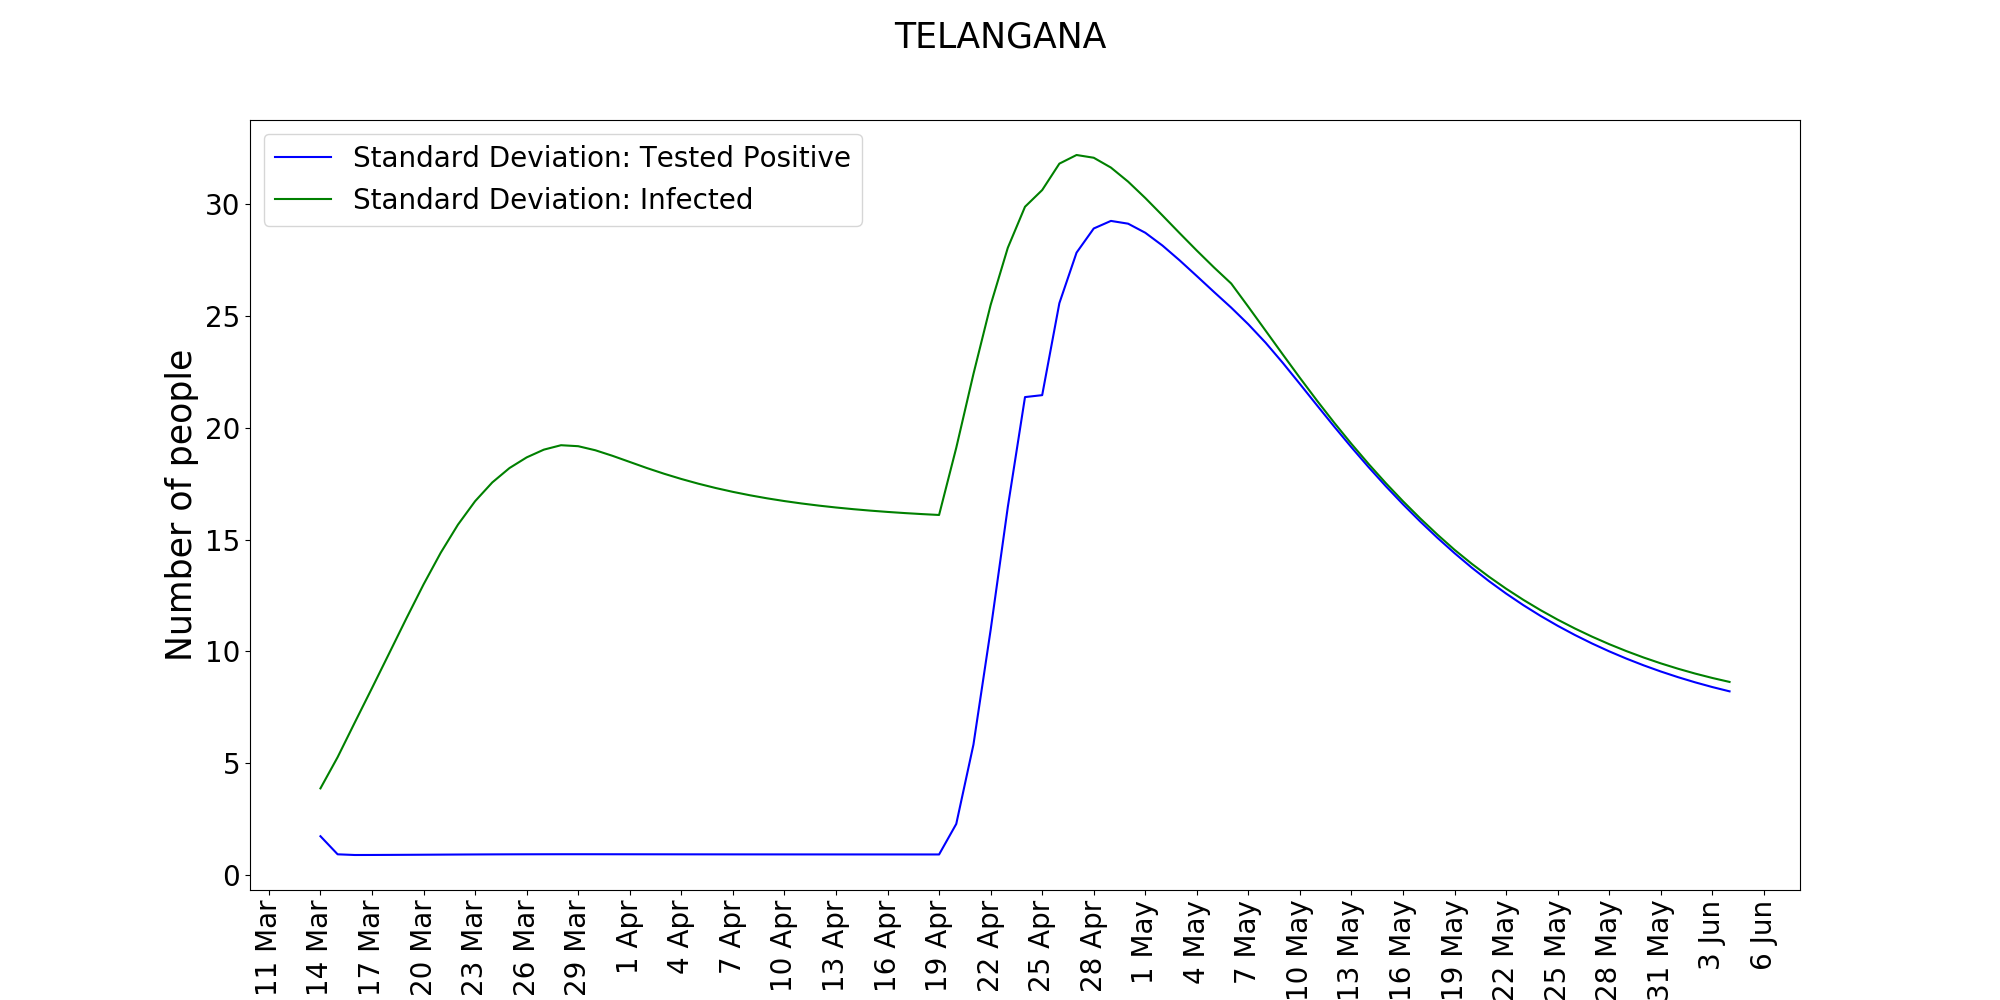 TELANGANA
Standard Deviation: Tested Positive
Standard Deviation: Infected
Number of people
30
25
20
15
10
5
0
11 Mar
14 Mar
17 Mar
20 Mar
23 Mar
26 Mar
29 Mar
1 Apr
4 Apr
7 Apr
10 Apr
13 Apr
16 Apr
19 Apr
22 Apr
25 Apr
28 Apr
1 May
4 May
7 May
10 May
13 May
16 May
19 May
22 May
25 May
28 May
31 May
3 Jun
6 Jun